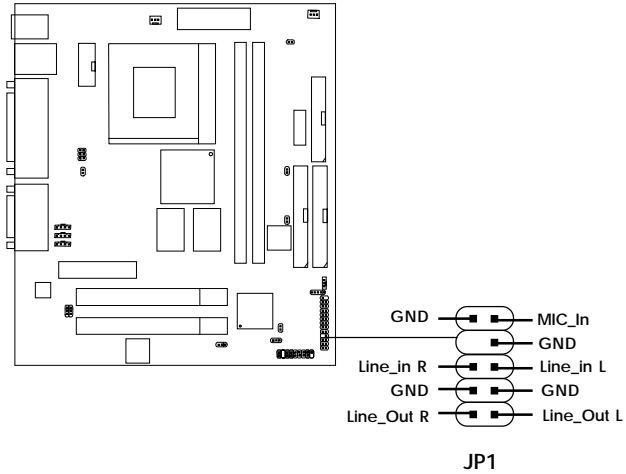 GND MIC_In
GND
Line_in R Line_in L
GND GND
Line_Out R Line_Out L
JP1